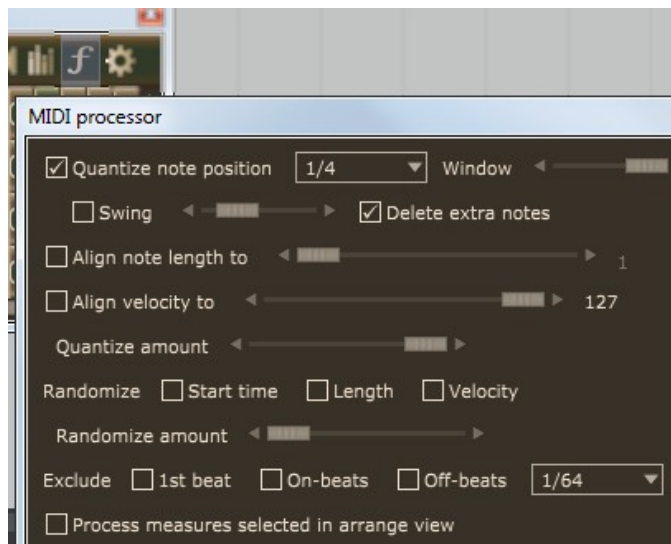 f
MIDI processor
Quantize note position 1/4 Window
Swing Delete extra notes
Align note length to 1
Align velocity to 127
Quantize amount
Randomize Start time Length Velocity
Randomize amount
Exclude 1st beat On-beats Off-beats 1/64
Process measures selected in arrange view